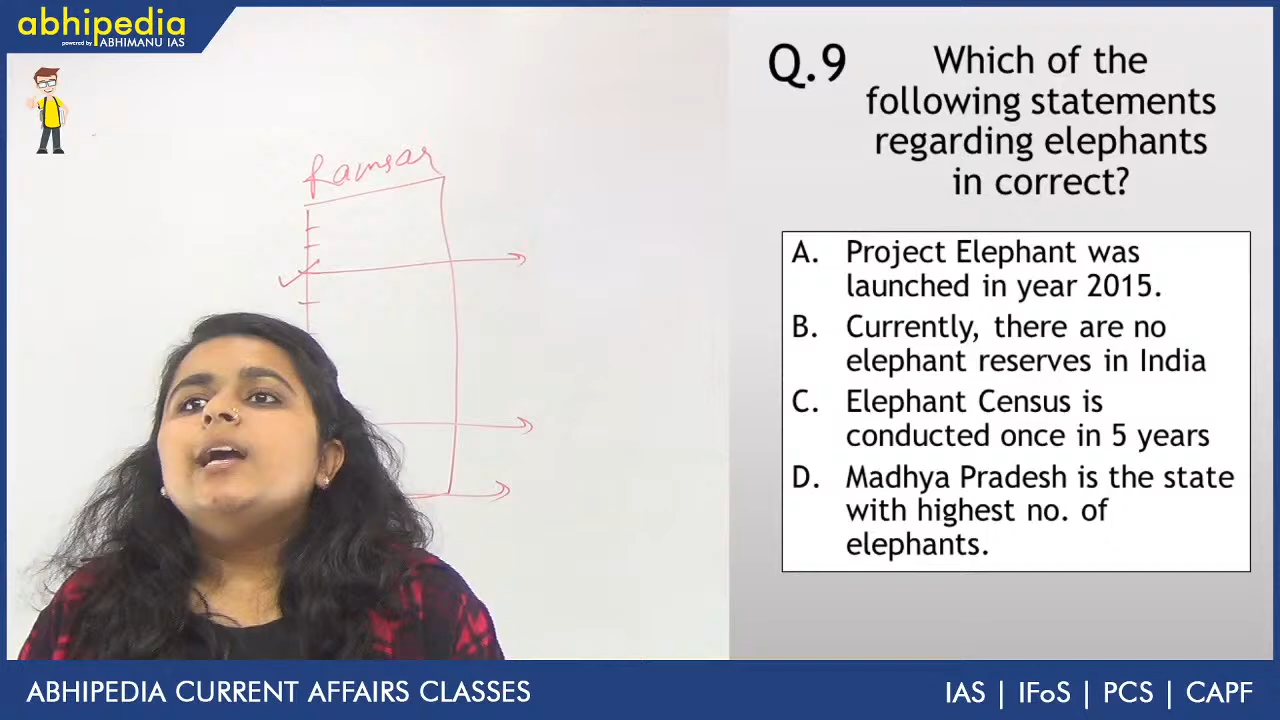 abhipedia
powered by ABHIMANU IAS
Ramsar
Q.9
Which of the
following statements
regarding elephants
in correct?
A. Project Elephant was
launched in year 2015.
B. Currently, there are no
elephant reserves in India
C. Elephant Census is
conducted once in 5 years
D. Madhya Pradesh is the state
with highest no. of
elephants.
ABHIPEDIA CURRENT AFFAIRS CLASSES
IAS | IFoS | PCS | CAPF